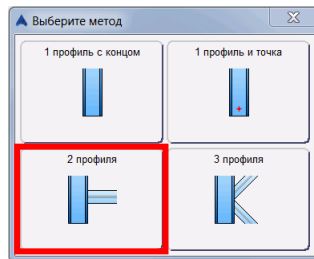 Выберите метод
1 профиль с концом
1 профиль и точка
2 профиля
3 профиля